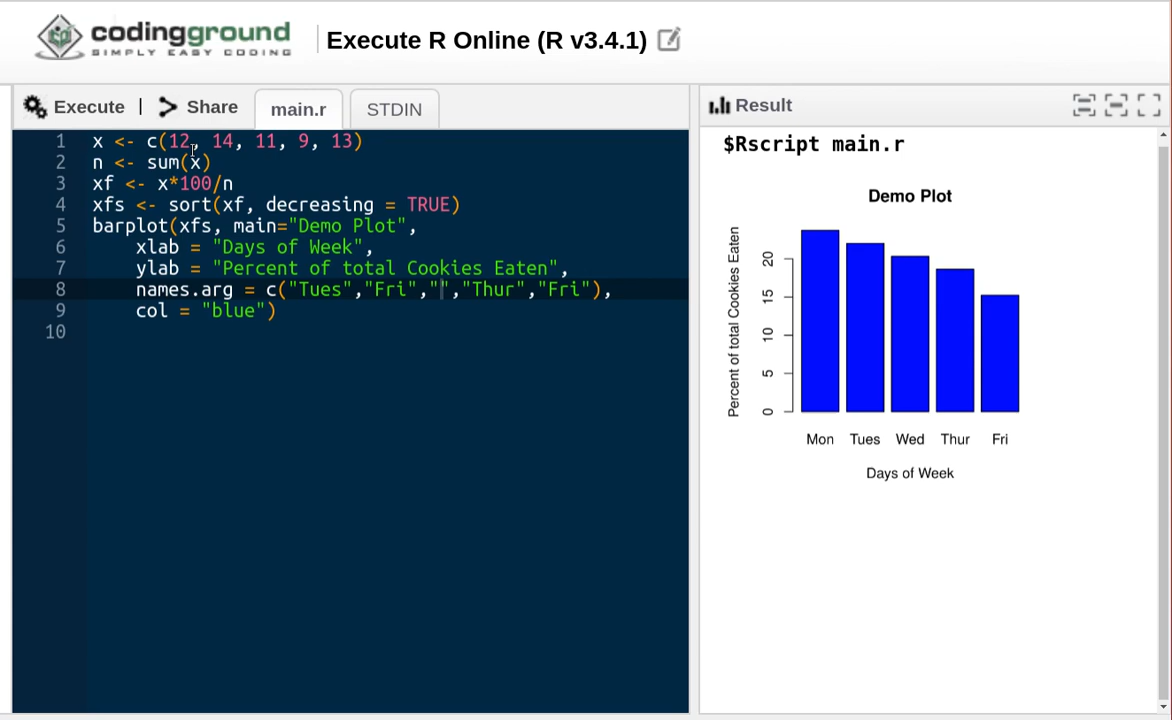 codingground
SIMPLY EASY CODING
Execute R Online (R v3.4.1)
Execute | Share main.r STDIN
1 x <- c(12, 14, 11, 9, 13)
2 n <- sum(x)
3 xf <- x*100/n
4 xfs <- sort(xf, decreasing = TRUE)
5 barplot(xfs, main="Demo Plot",
6 xlab = "Days of Week",
7 ylab = "Percent of total Cookies Eaten",
8 names.arg = c("Tues","Fri","","Thur","Fri"),
9 col = "blue")
10
Result
$Rscript main.r
Demo Plot
Percent of total Cookies Eaten
20
15
10
5
0
Mon Tues Wed Thur Fri
Days of Week